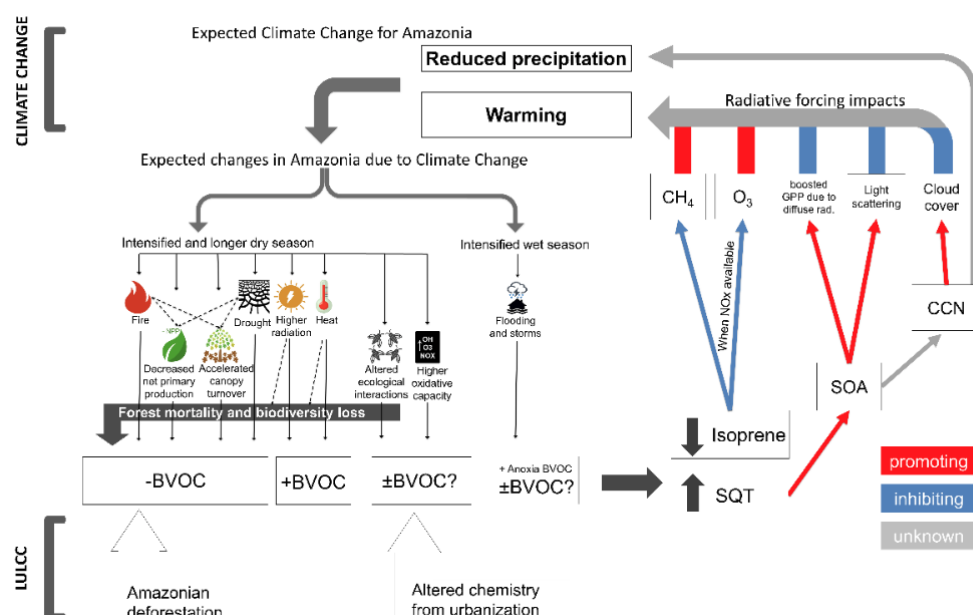 CLIMATE CHANGE
Expected Climate Change for Amazonia
Reduced precipitation
Warming
Radiative forcing impacts
Expected changes in Amazonia due to Climate Change
CH4
O3
boosted
GPP due to
diffuse rad.
Light
scattering
Cloud
cover
Intensified and longer dry season
Intensified wet season
When NOx available
CCN
Fire
Drought
Higher
radiation
Heat
Flooding
and storms
OH
O3
NOX
Decreased
net primary
production
Accelerated
canopy
turnover
Altered
ecological
interactions
Higher
oxidative
capacity
SOA
Forest mortality and biodiversity loss
Isoprene
SQT
-BVOC
+BVOC
±BVOC?
+ Anoxia BVOC
±BVOC?
promoting
inhibiting
unknown
LULCC
Amazonian
deforestation
Altered chemistry
from urbanization